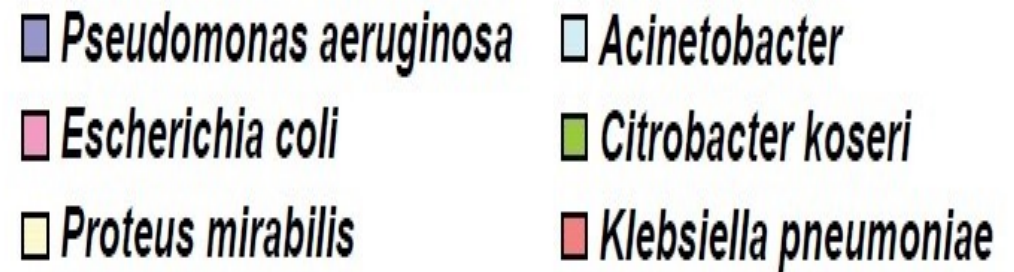 Pseudomonas aeruginosa
Acinetobacter
Escherichia coli
Citrobacter koseri
Proteus mirabilis
Klebsiella pneumoniae